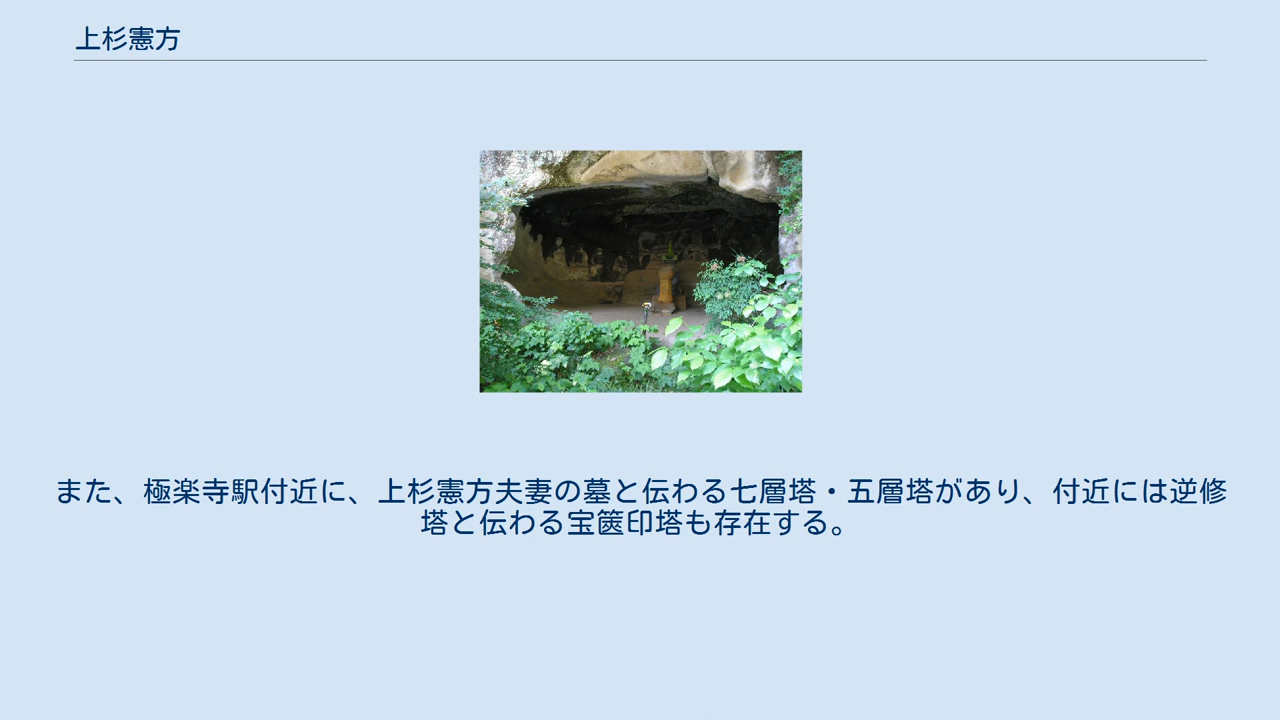 上杉憲方
また、極楽寺駅付近に、上杉憲方夫妻の墓と伝わる七層塔・五層塔があり、付近には逆修
塔と伝わる宝篋印塔も存在する。